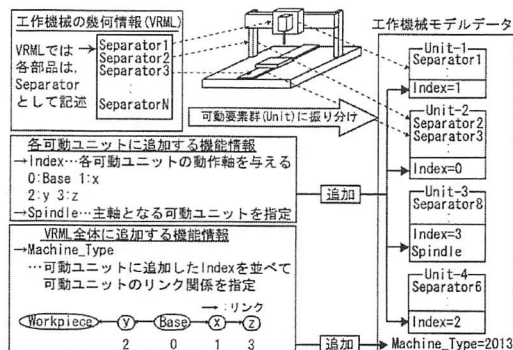 工作機械の幾何情報(VRML)
VRMLでは
各部品は,
Separator
として記述
Separator1
Separator2
Separator3
SeparatorN
可動要素群(Unit)に振り分け
各可動ユニットに追加する機能情報
→Index…各可動ユニットの動作軸を与える
0:Base 1:x
2:y 3:z
→Spindle…主軸となる可動ユニットを指定
追加
VRML全体に追加する機能情報
→Machine_Type
…可動ユニットに追加したIndexを並べて
可動ユニットのリンク関係を指定
→:リンク
Workpiece y Base x z
2 0 1 3
追加
工作機械モデルデータ
Unit-1
Separator1
Index=1
Unit-2
Separator2
Separator3
Index=0
Unit-3
Separator8
Index=3
Spindle
Unit-4
Separator6
Index=2
Machine_Type=2013